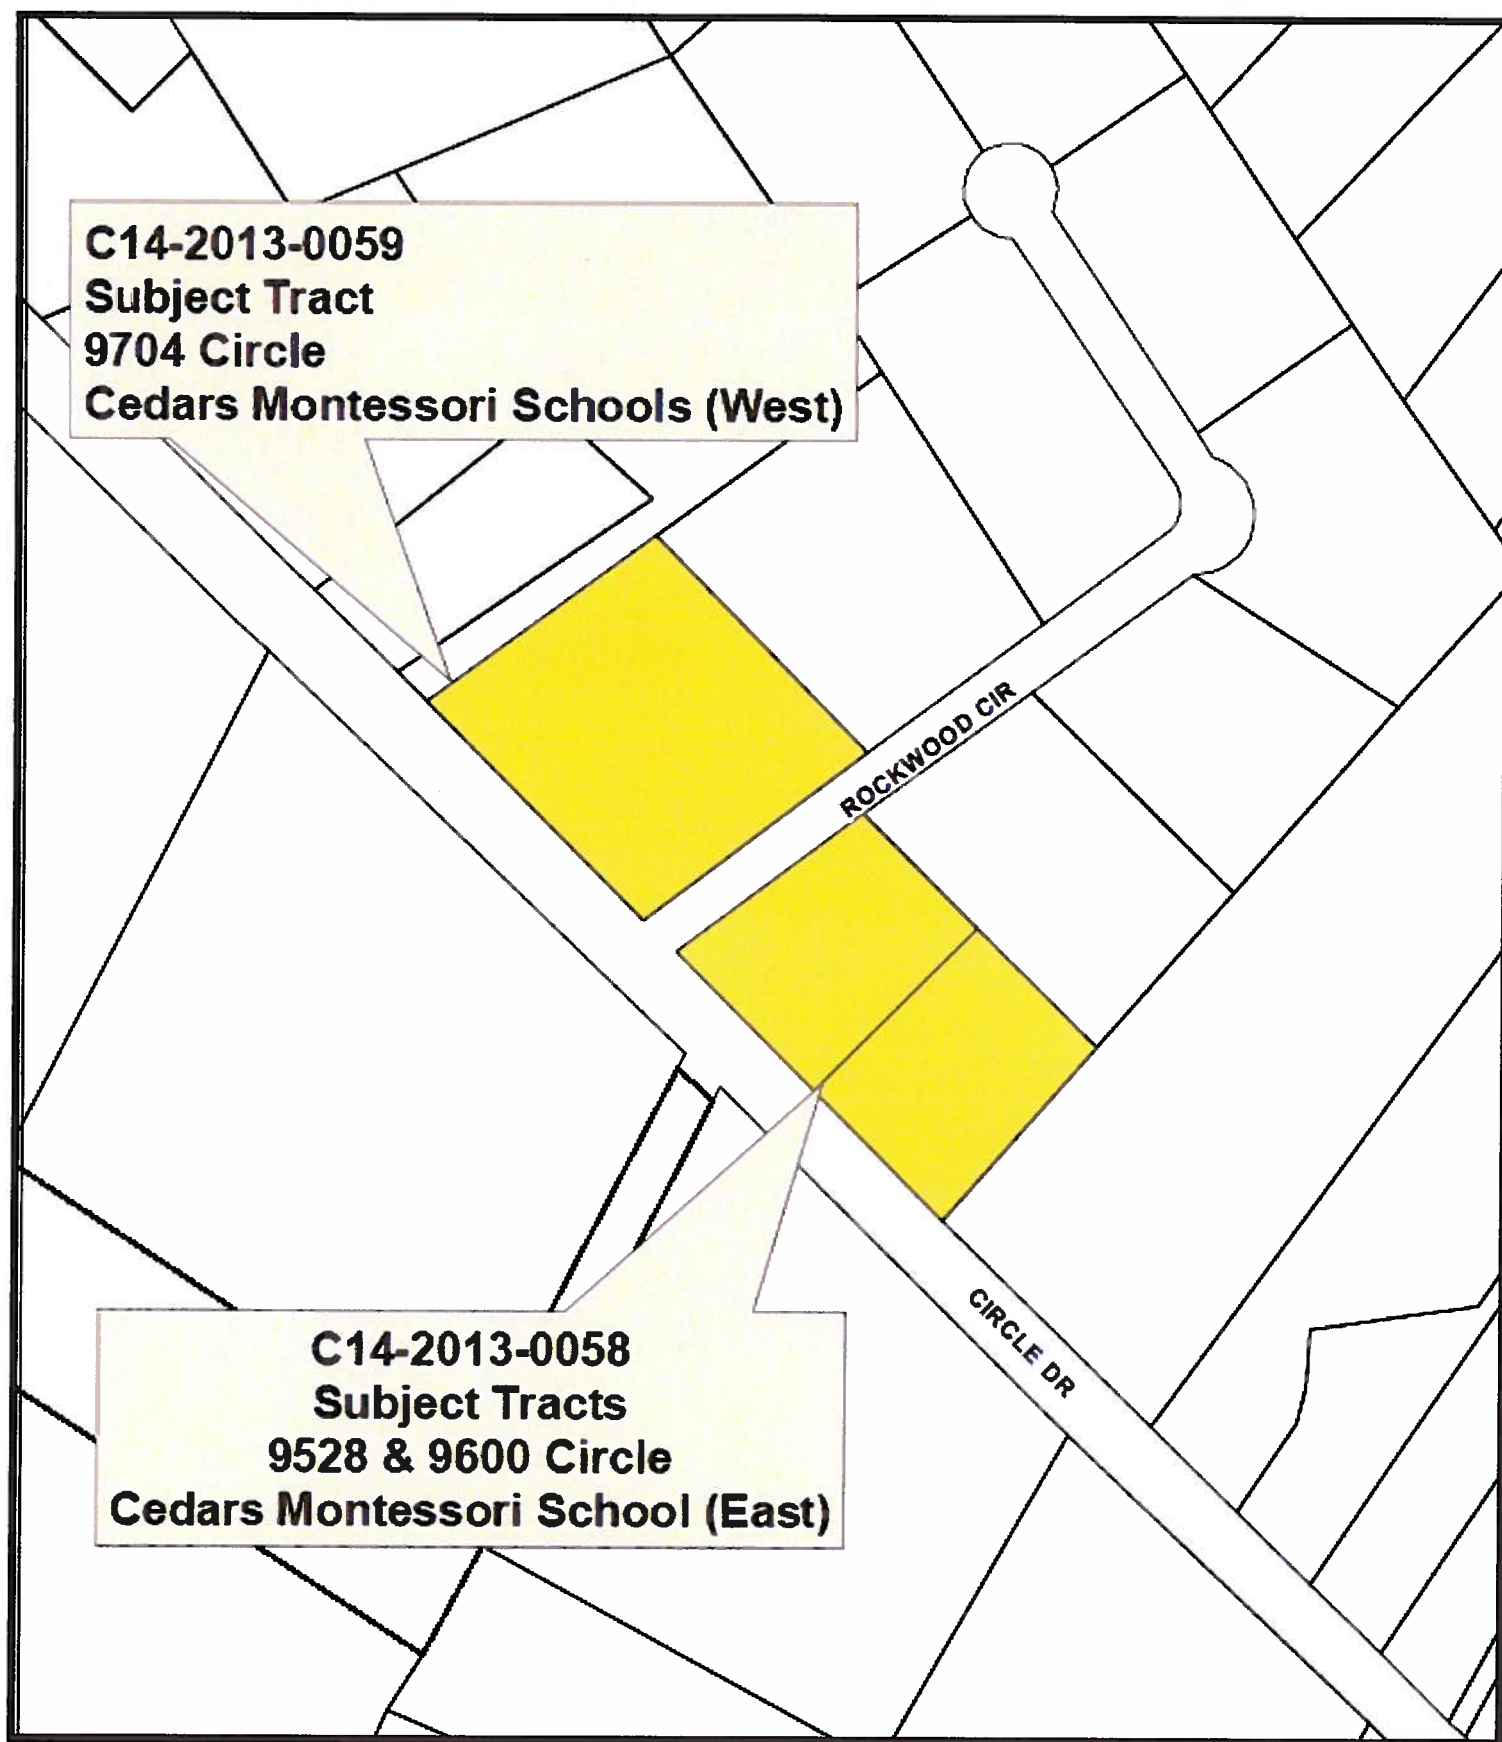 C14-2013-0059
Subject Tract
9704 Circle
Cedars Montessori Schools (West)
ROCKWOOD CIR
CIRCLE DR
C14-2013-0058
Subject Tracts
9528 & 9600 Circle
Cedars Montessori School (East)